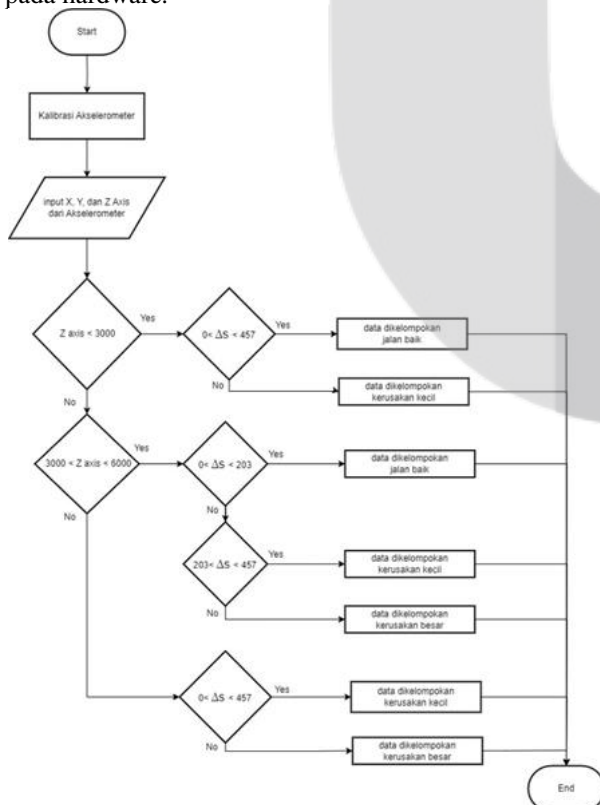 pada hardware.
Start
Kalibrasi Akselerometer
input X, Y, dan Z Axis
dari Akselerometer
Z axis < 3000
Yes
0< ΔS < 457
Yes
data dikelompokan
jalan baik
No
data dikelompokan
kerusakan kecil
No
3000 < Z axis < 6000
Yes
0< ΔS < 203
Yes
data dikelompokan
jalan baik
No
203< ΔS < 457
Yes
data dikelompokan
kerusakan kecil
No
data dikelompokan
kerusakan besar
No
0< ΔS < 457
Yes
data dikelompokan
kerusakan kecil
No
data dikelompokan
kerusakan besar
End